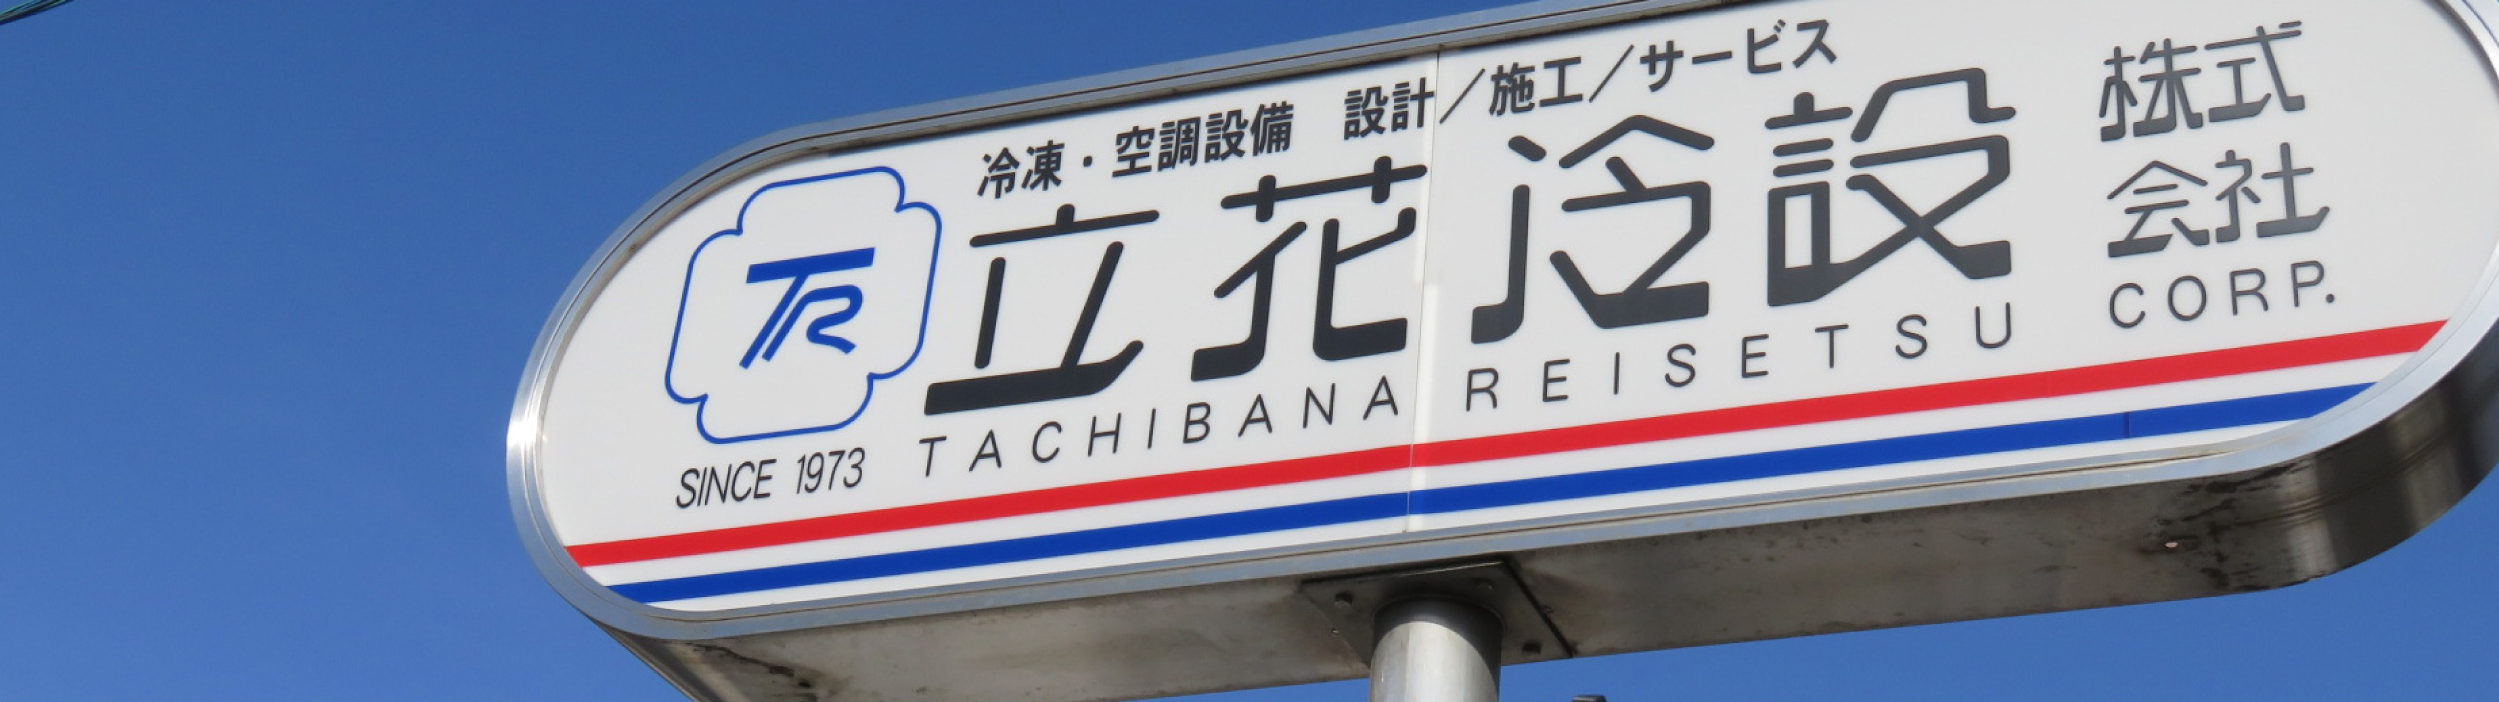 冷凍・空調設備 設計／施工／サービス
TR
立花冷設
株式
会社
SINCE 1973
TACHIBANA REISETSU CORP.